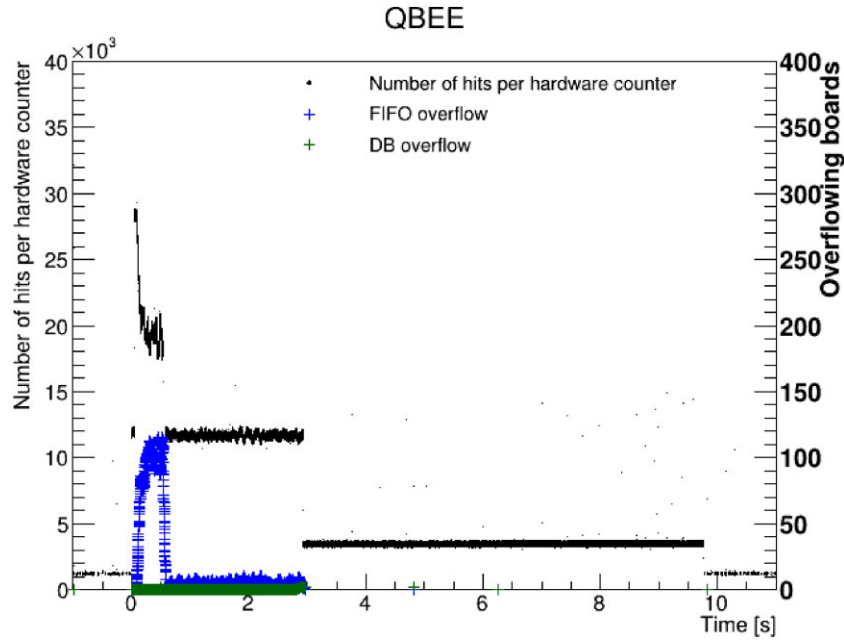 QBEE
×10³
Number of hits per hardware counter
40
35
30
25
20
15
10
5
0
Number of hits per hardware counter
FIFO overflow
DB overflow
400
350
300
250
200
150
100
50
0
Overflowing boards
0 2 4 6 8 10
Time [s]